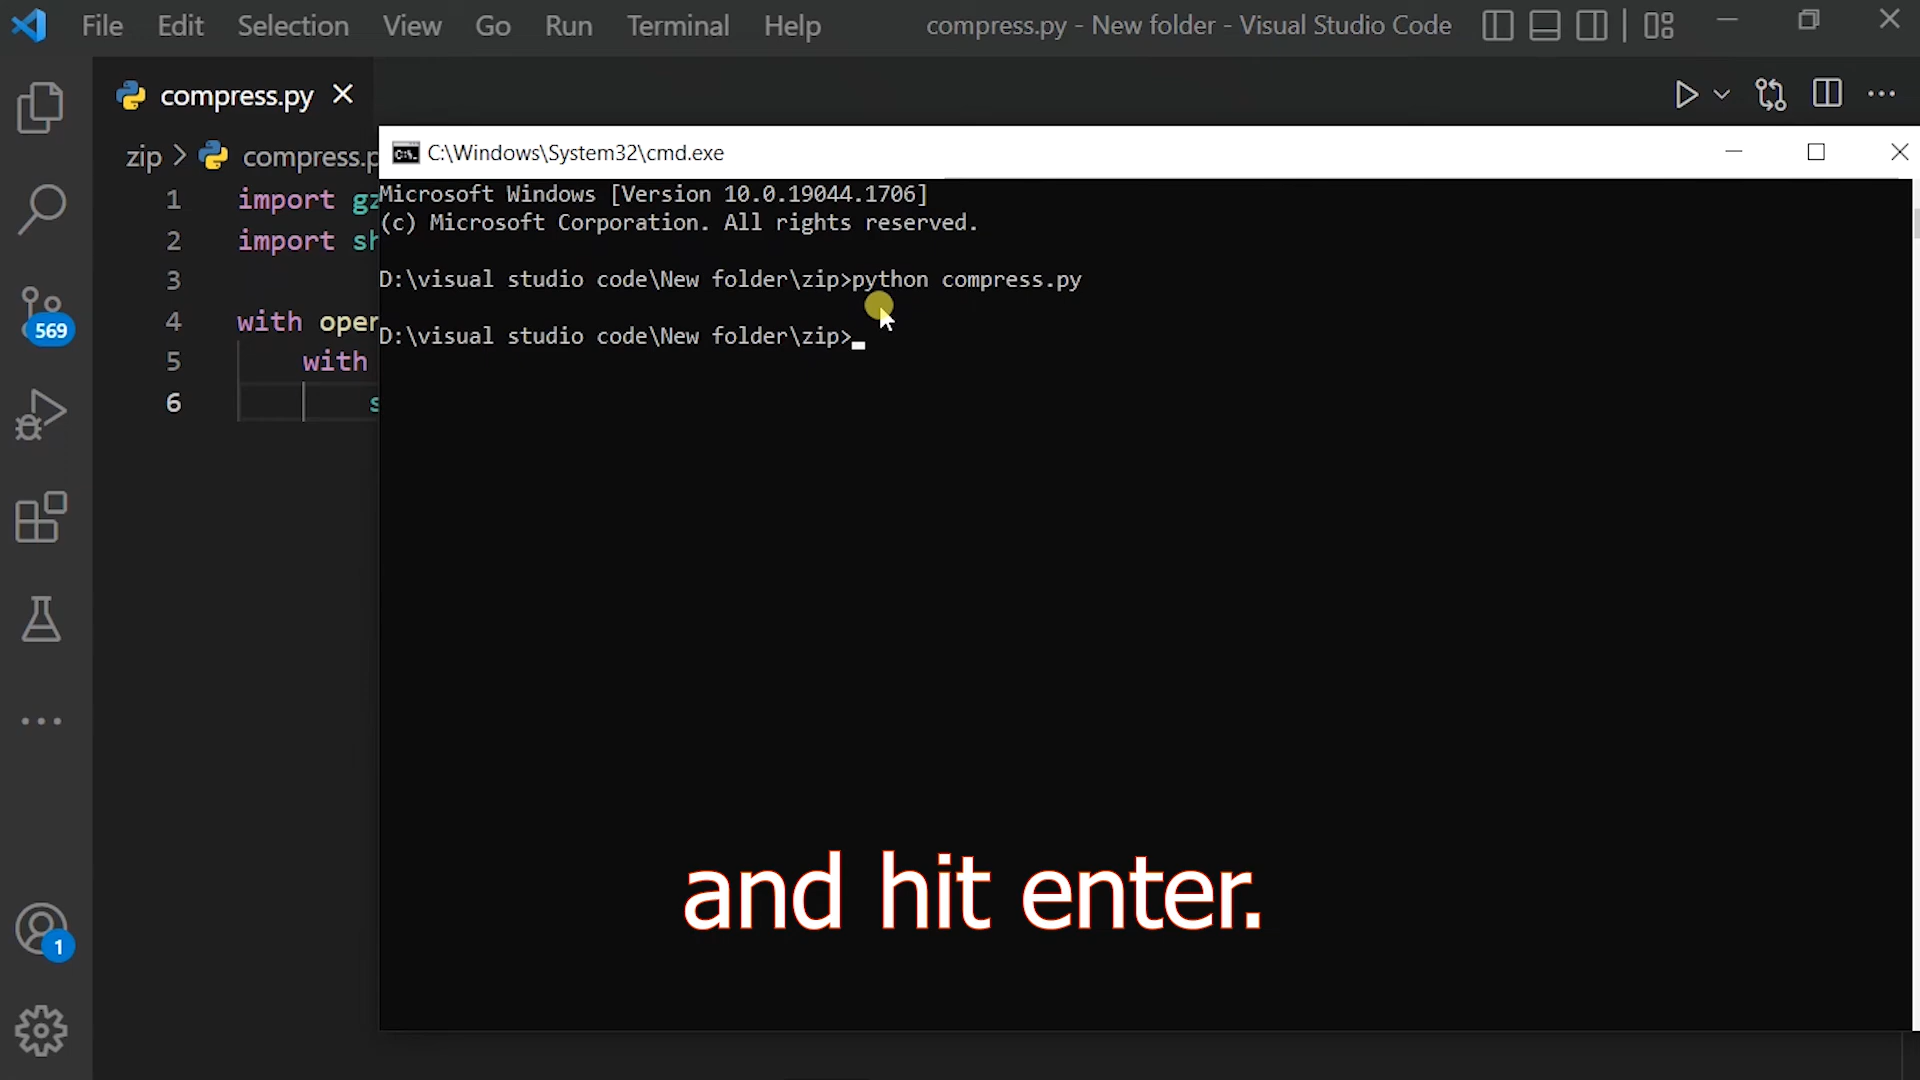 File Edit Selection View Go Run Terminal Help compress.py - New folder - Visual Studio Code
compress.py
zip > compress.p
C:\Windows\System32\cmd.exe
1 import gz
2 import sh
3
4 with oper
5 with
6 s
Microsoft Windows [Version 10.0.19044.1706]
(c) Microsoft Corporation. All rights reserved.
D:\visual studio code\New folder\zip>python compress.py
D:\visual studio code\New folder\zip>
569
and hit enter.
1